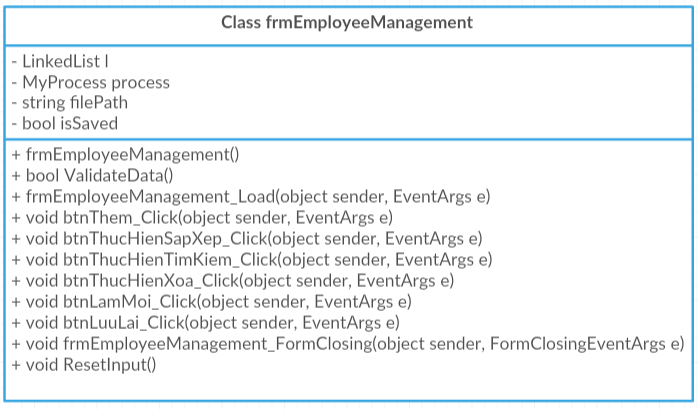 Class frmEmployeeManagement
- LinkedList l
- MyProcess process
- string filePath
- bool isSaved
+ frmEmployeeManagement()
+ bool ValidateData()
+ frmEmployeeManagement_Load(object sender, EventArgs e)
+ void btnThem_Click(object sender, EventArgs e)
+ void btnThucHienSapXep_Click(object sender, EventArgs e)
+ void btnThucHienTimKiem_Click(object sender, EventArgs e)
+ void btnThucHienXoa_Click(object sender, EventArgs e)
+ void btnLamMoi_Click(object sender, EventArgs e)
+ void btnLuuLai_Click(object sender, EventArgs e)
+ void frmEmployeeManagement_FormClosing(object sender, FormClosingEventArgs e)
+ void ResetInput()